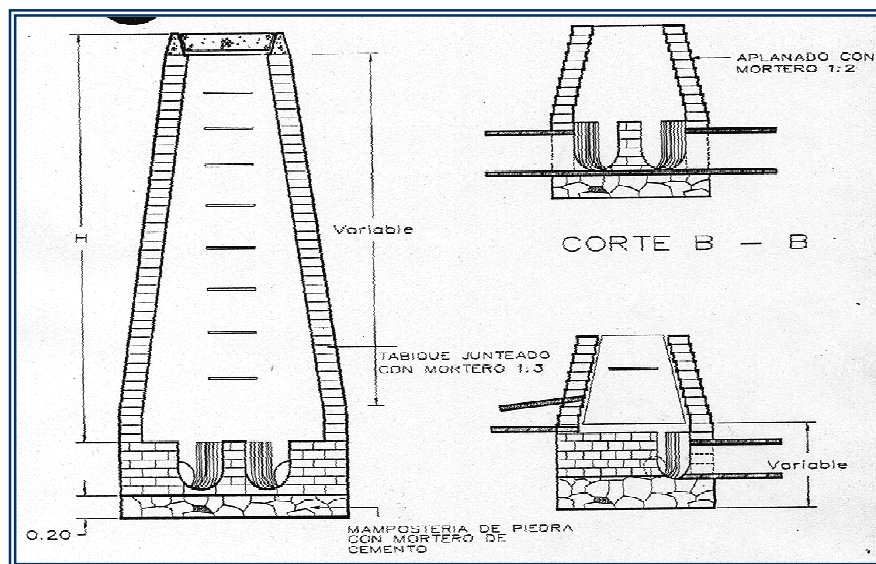 H
Variable
TABIQUE JUNTEADO
CON MORTERO 1:3
0.20
MAMPOSTERIA DE PIEDRA
CON MORTERO DE
CEMENTO
APLANADO CON
MORTERO 1:2
CORTE B - B
Variable